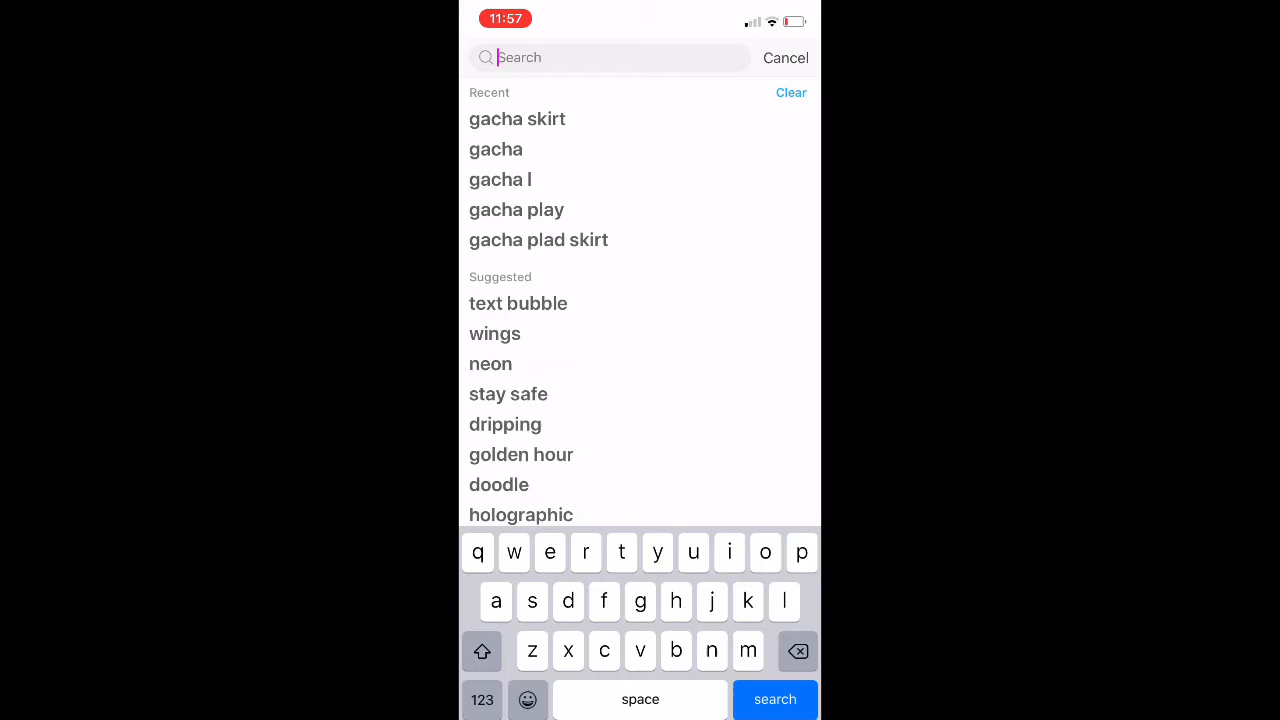 11:57
Search
Cancel
Recent
Clear
gacha skirt
gacha
gacha l
gacha play
gacha plad skirt
Suggested
text bubble
wings
neon
stay safe
dripping
golden hour
doodle
holographic
q w e r t y u i o p
a s d f g h j k l
z x c v b n m
123 space search